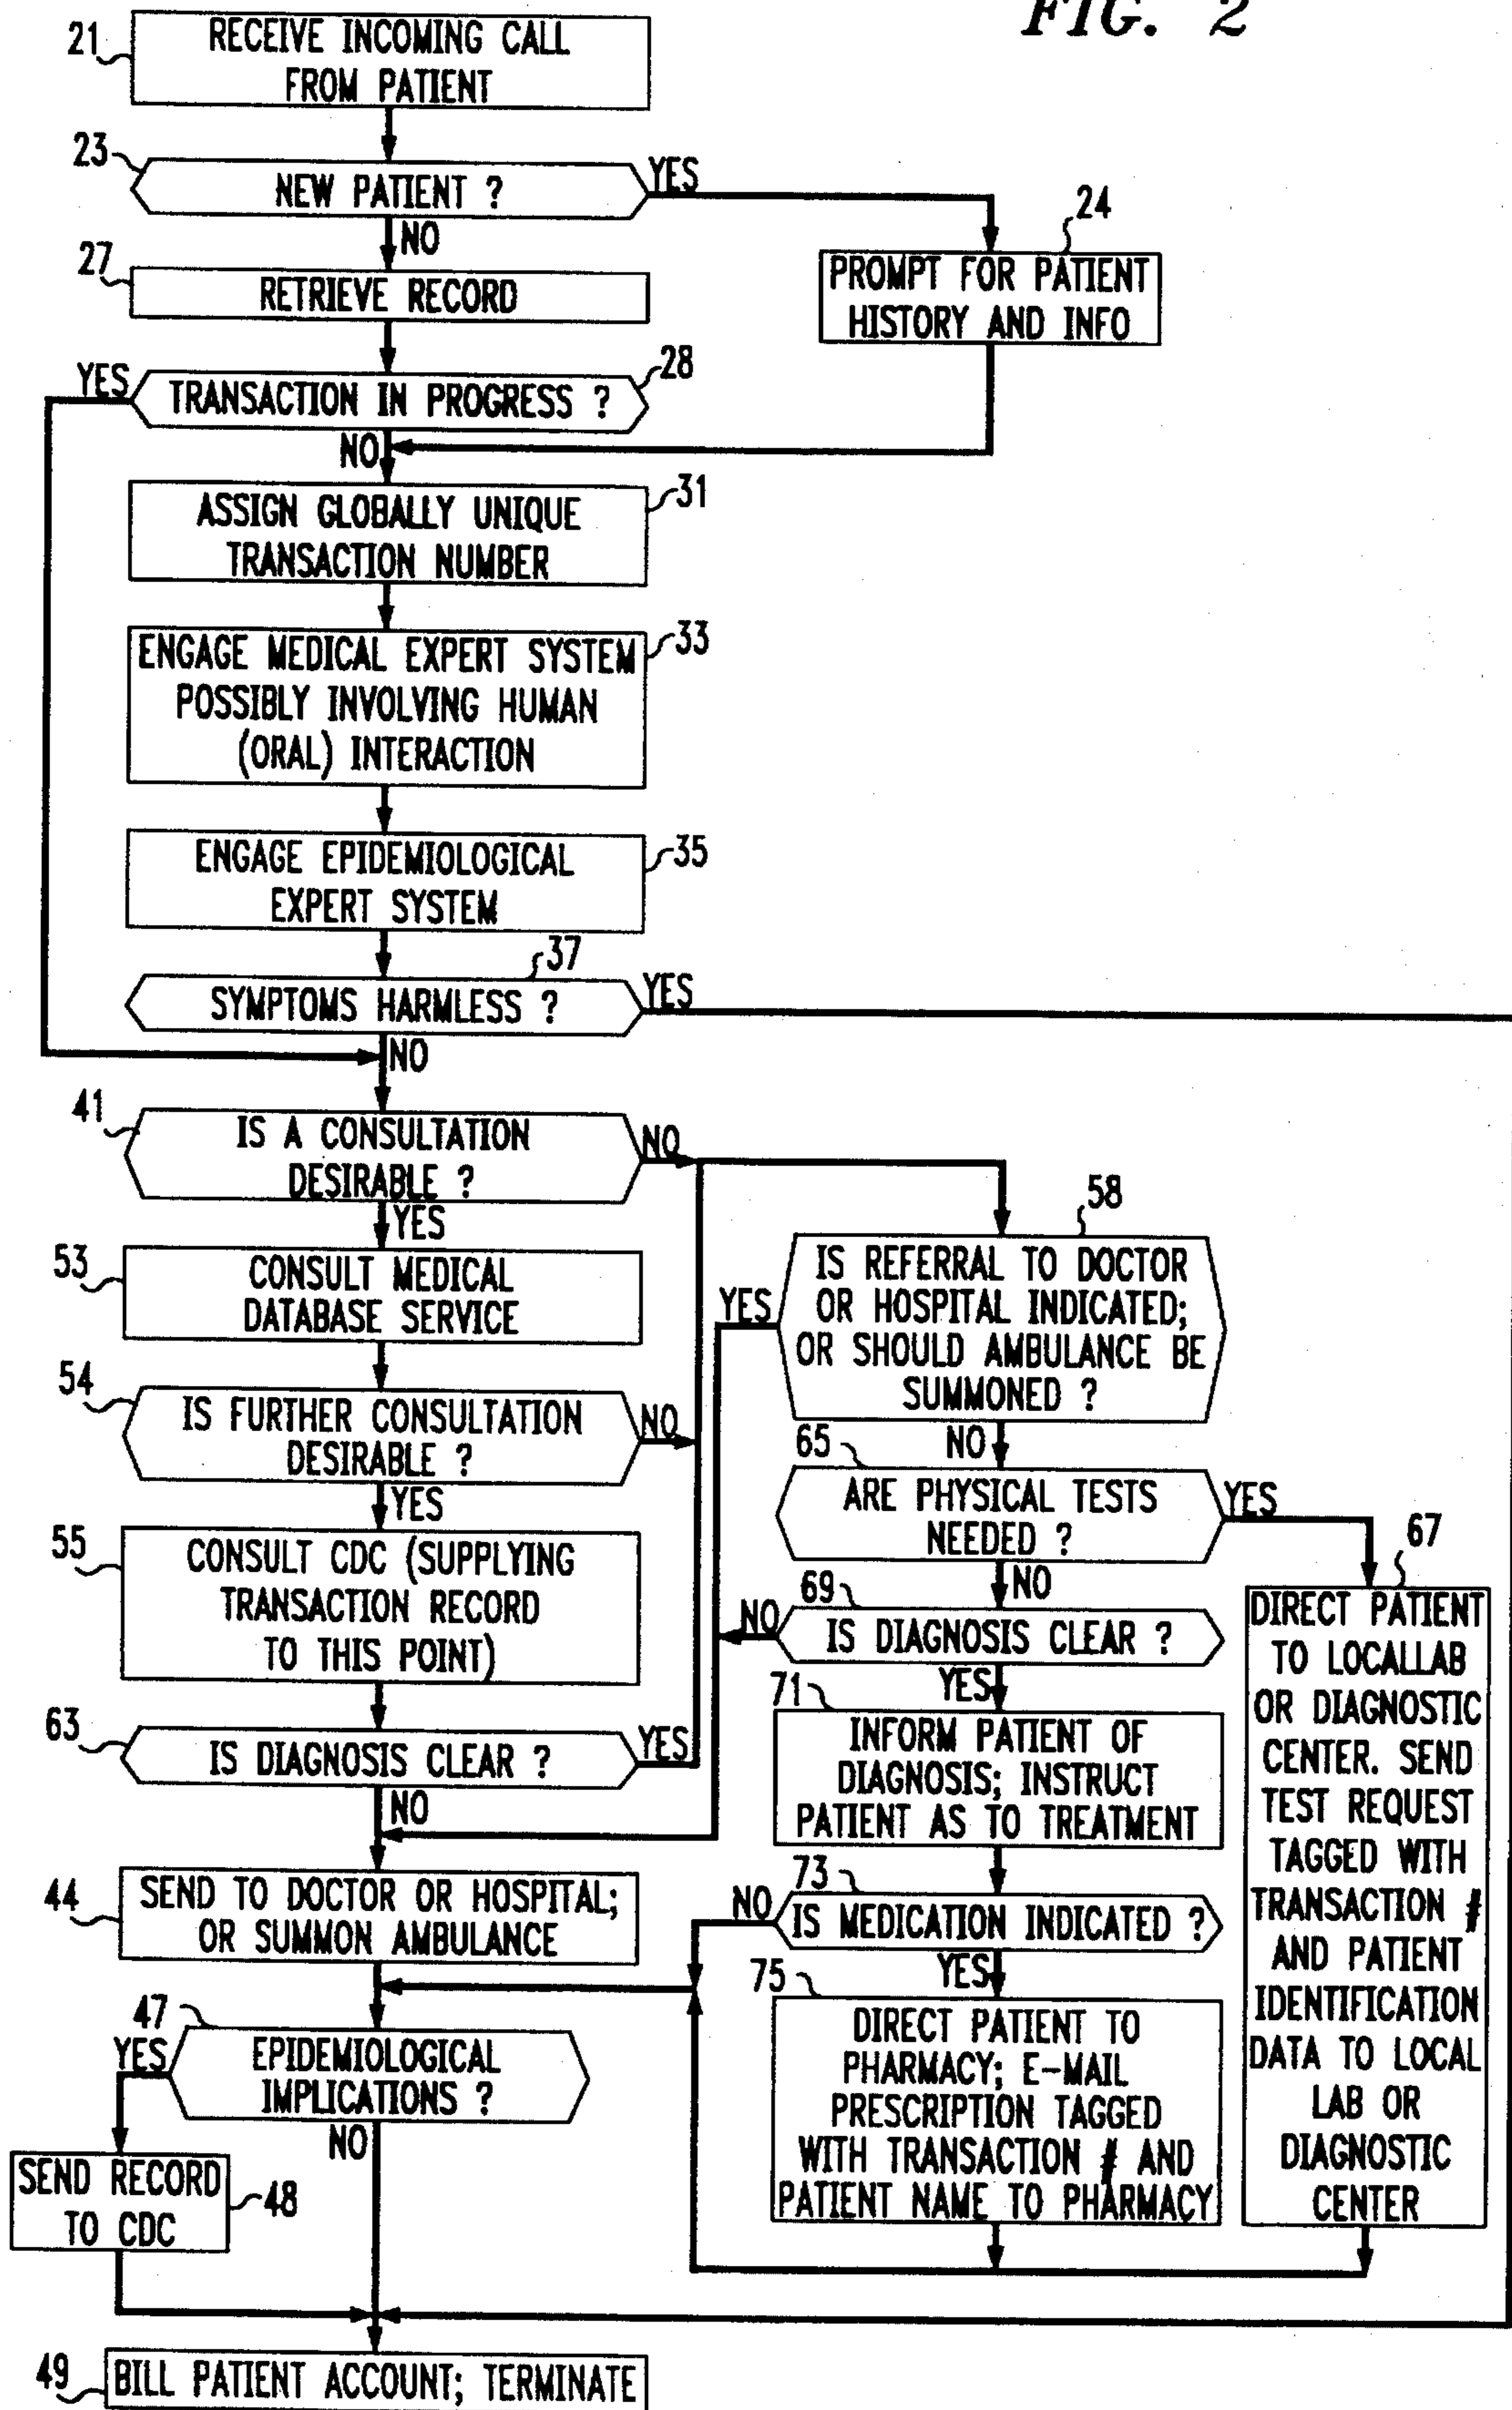 FIG. 2
21
RECEIVE INCOMING CALL
FROM PATIENT
23
NEW PATIENT ?
YES
NO
24
PROMPT FOR PATIENT
HISTORY AND INFO
27
RETRIEVE RECORD
28
YES
TRANSACTION IN PROGRESS ?
NO
31
ASSIGN GLOBALLY UNIQUE
TRANSACTION NUMBER
33
ENGAGE MEDICAL EXPERT SYSTEM
POSSIBLY INVOLVING HUMAN
(ORAL) INTERACTION
35
ENGAGE EPIDEMIOLOGICAL
EXPERT SYSTEM
37
SYMPTOMS HARMLESS ?
YES
NO
41
IS A CONSULTATION
DESIRABLE ?
NO
YES
53
CONSULT MEDICAL
DATABASE SERVICE
54
IS FURTHER CONSULTATION
DESIRABLE ?
NO
YES
55
CONSULT CDC (SUPPLYING
TRANSACTION RECORD
TO THIS POINT)
63
IS DIAGNOSIS CLEAR ?
YES
NO
44
SEND TO DOCTOR OR HOSPITAL;
OR SUMMON AMBULANCE
47
YES
EPIDEMIOLOGICAL
IMPLICATIONS ?
NO
SEND RECORD
TO CDC
48
49
BILL PATIENT ACCOUNT; TERMINATE
58
IS REFERRAL TO DOCTOR
OR HOSPITAL INDICATED;
OR SHOULD AMBULANCE BE
SUMMONED ?
YES
NO
65
ARE PHYSICAL TESTS
NEEDED ?
YES
NO
69
NO
IS DIAGNOSIS CLEAR ?
YES
71
INFORM PATIENT OF
DIAGNOSIS; INSTRUCT
PATIENT AS TO TREATMENT
73
NO
IS MEDICATION INDICATED ?
YES
75
DIRECT PATIENT TO
PHARMACY; E-MAIL
PRESCRIPTION TAGGED
WITH TRANSACTION # AND
PATIENT NAME TO PHARMACY
67
DIRECT PATIENT
TO LOCALLAB
OR DIAGNOSTIC
CENTER. SEND
TEST REQUEST
TAGGED WITH
TRANSACTION #
AND PATIENT
IDENTIFICATION
DATA TO LOCAL
LAB OR
DIAGNOSTIC
CENTER